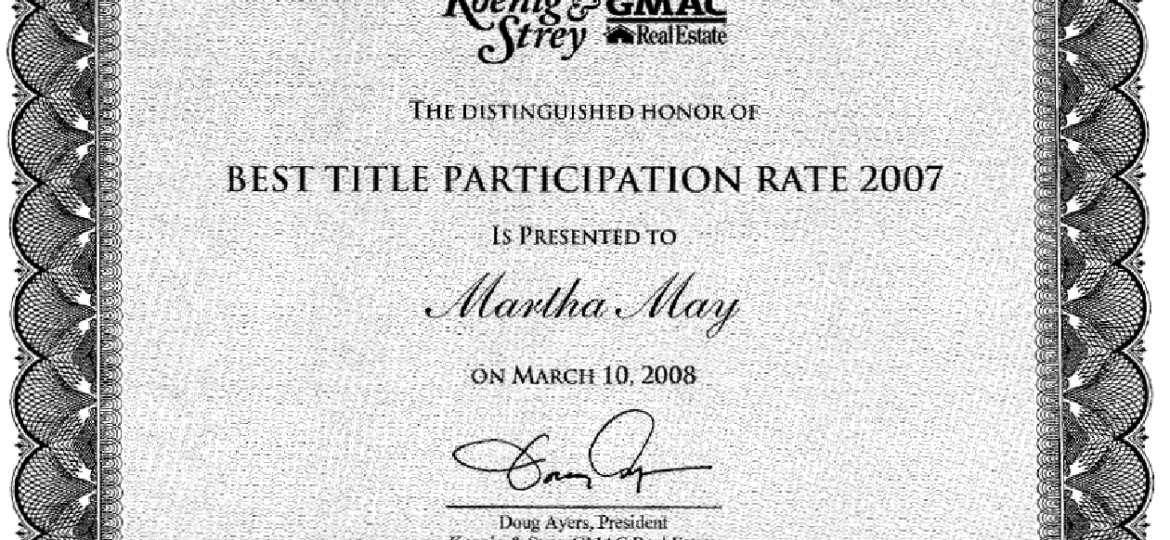 Koenig & GMAC
Strey Real Estate
THE DISTINGUISHED HONOR OF
BEST TITLE PARTICIPATION RATE 2007
IS PRESENTED TO
Martha May
ON MARCH 10, 2008
Doug Ayers, President